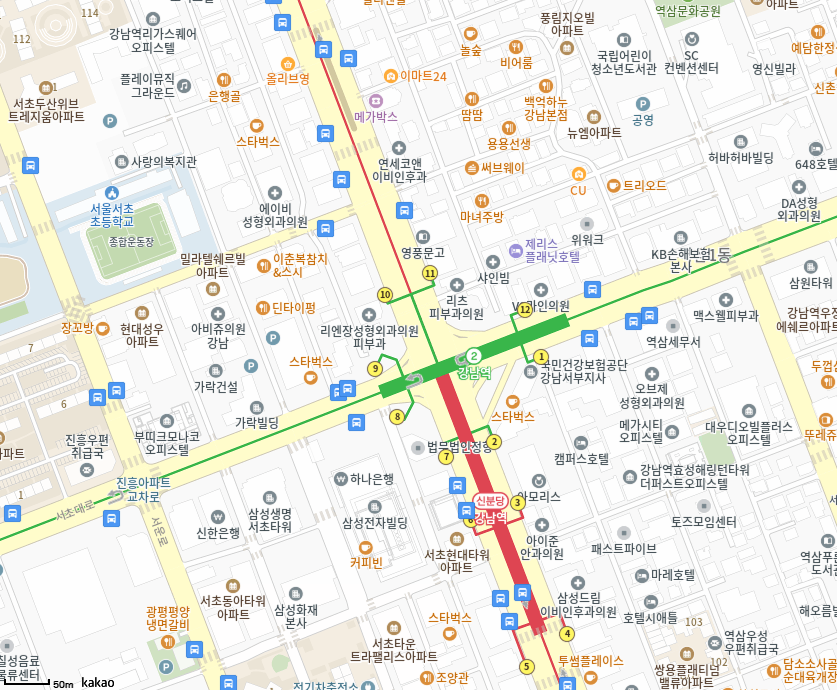 강남역리가스퀘어
오피스텔
112
114
플레이뮤직
그라운드
은행골
올리브영
이마트24
메가박스
서초두산위브
트레지움아파트
스타벅스
사랑의복지관
풍림지오빌
아파트
놀숲
비어룸
역삼문화공원
아파트
국립어린이
청소년도서관
SC
컨벤션센터
예담한정
영신빌라
신촌
땀땀
백억하누
강남본점
공영
뉴엠아파트
용용선생
연세코앤
이비인후과
써브웨이
CU
트리오드
허바허바빌딩
648호텔
DA성형
외과의원
서울서초
초등학교
종합운동장
에이비
성형외과의원
마녀주방
위워크
영풍문고
제리스
플래닛호텔
KB손해보험
본사
1동
밀라텔쉐르빌
아파트
이춘복참치
&스시
샤인빔
삼원타워
10
11
12
리츠
피부과의원
맥스웰피부과
강남역우정
에쉐르아파트
장꼬방
현대성우
아파트
아비쥬의원
강남
딘타이핑
리엔장성형외과의원
피부과
역삼세무서
7
스타벅스
9
2
강남역
1
국민건강보험공단
강남서부지사
가락건설
오브제
성형외과의원
6
가락빌딩
8
스타벅스
부띠크모나코
오피스텔
진흥우편
취급국
법무법인정향
2
7
메가시티
오피스텔
대우디오빌플러스
오피스텔
뚜레쥬
캠퍼스호텔
진흥아파트
교차로
하나은행
강남역효성해링턴타워
더퍼스트오피스텔
1
서초대로
서운로
신한은행
삼성생명
서초타워
삼성전자빌딩
신분당
강남역
3
6
아모리스
토즈모임센터
커피빈
서초현대타워
아파트
아이준
안과의원
패스트파이브
역삼푸른
도서관
마레호텔
서초동아타워
아파트
삼성화재
본사
삼성드림
이비인후과의원
호텔시애틀
103
광평평양
냉면갈비
스타벅스
4
역삼우성
우편취급국
서초타운
트라팰리스아파트
조양관
5
투썸플레이스
쌍용플래티넘
밸류아파트
102
담소소사골
순대육개장
칠성음료
물류센터
50m
kakao